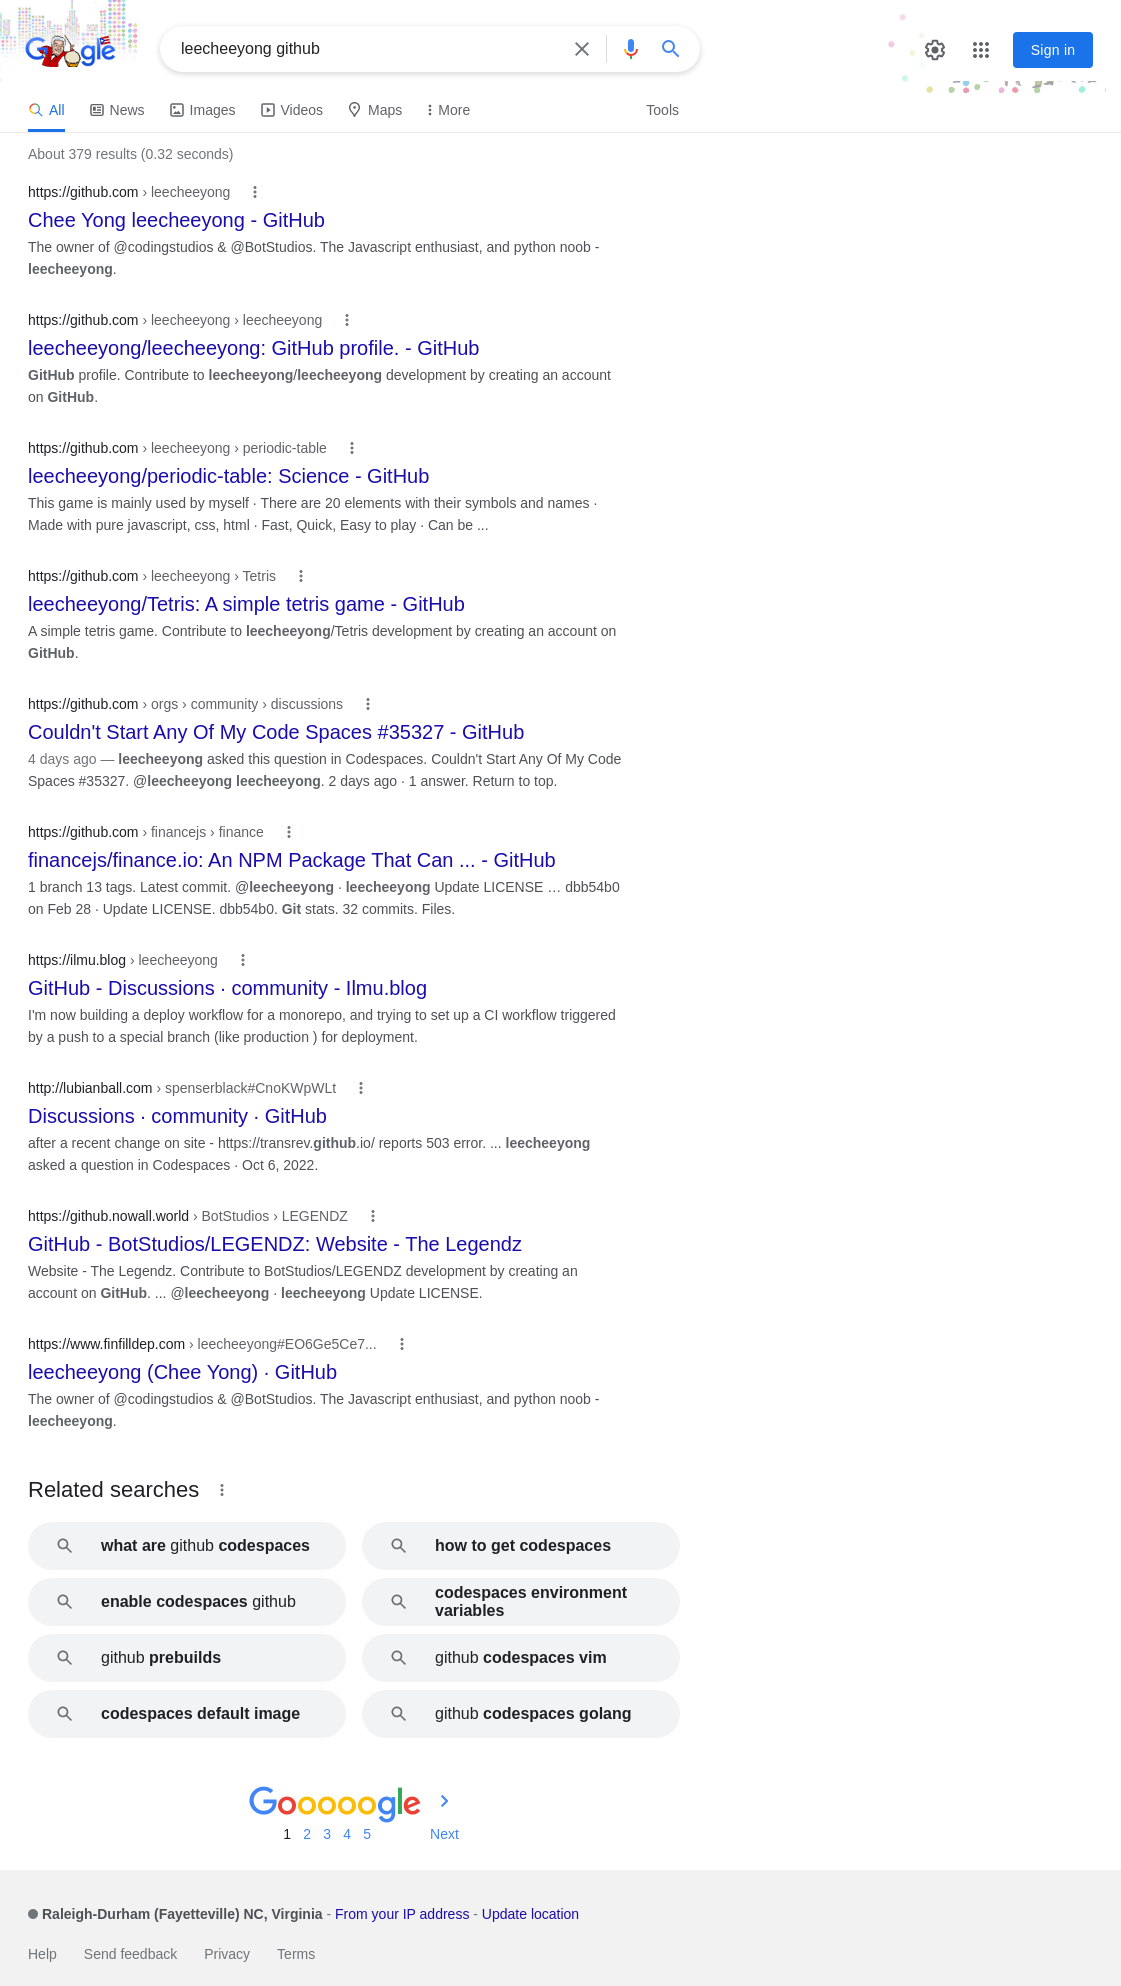 Google
leecheeyong github
Sign in
All News Images Videos Maps More Tools
About 379 results (0.32 seconds)
https://github.com › leecheeyong
Chee Yong leecheeyong - GitHub
The owner of @codingstudios & @BotStudios. The Javascript enthusiast, and python noob -
leecheeyong.
https://github.com › leecheeyong › leecheeyong
leecheeyong/leecheeyong: GitHub profile. - GitHub
GitHub profile. Contribute to leecheeyong/leecheeyong development by creating an account
on GitHub.
https://github.com › leecheeyong › periodic-table
leecheeyong/periodic-table: Science - GitHub
This game is mainly used by myself · There are 20 elements with their symbols and names ·
Made with pure javascript, css, html · Fast, Quick, Easy to play · Can be ...
https://github.com › leecheeyong › Tetris
leecheeyong/Tetris: A simple tetris game - GitHub
A simple tetris game. Contribute to leecheeyong/Tetris development by creating an account on
GitHub.
https://github.com › orgs › community › discussions
Couldn't Start Any Of My Code Spaces #35327 - GitHub
4 days ago — leecheeyong asked this question in Codespaces. Couldn't Start Any Of My Code
Spaces #35327. @leecheeyong leecheeyong. 2 days ago · 1 answer. Return to top.
https://github.com › financejs › finance
financejs/finance.io: An NPM Package That Can ... - GitHub
1 branch 13 tags. Latest commit. @leecheeyong · leecheeyong Update LICENSE … dbb54b0
on Feb 28 · Update LICENSE. dbb54b0. Git stats. 32 commits. Files.
https://ilmu.blog › leecheeyong
GitHub - Discussions · community - Ilmu.blog
I'm now building a deploy workflow for a monorepo, and trying to set up a CI workflow triggered
by a push to a special branch (like production ) for deployment.
http://lubianball.com › spenserblack#CnoKWpWLt
Discussions · community · GitHub
after a recent change on site - https://transrev.github.io/ reports 503 error. ... leecheeyong
asked a question in Codespaces · Oct 6, 2022.
https://github.nowall.world › BotStudios › LEGENDZ
GitHub - BotStudios/LEGENDZ: Website - The Legendz
Website - The Legendz. Contribute to BotStudios/LEGENDZ development by creating an
account on GitHub. ... @leecheeyong · leecheeyong Update LICENSE.
https://www.finfilldep.com › leecheeyong#EO6Ge5Ce7...
leecheeyong (Chee Yong) · GitHub
The owner of @codingstudios & @BotStudios. The Javascript enthusiast, and python noob -
leecheeyong.
Related searches
what are github codespaces
how to get codespaces
enable codespaces github
codespaces environment
variables
github prebuilds
github codespaces vim
codespaces default image
github codespaces golang
Gooooogle
1 2 3 4 5 Next
Raleigh-Durham (Fayetteville) NC, Virginia - From your IP address - Update location
Help Send feedback Privacy Terms